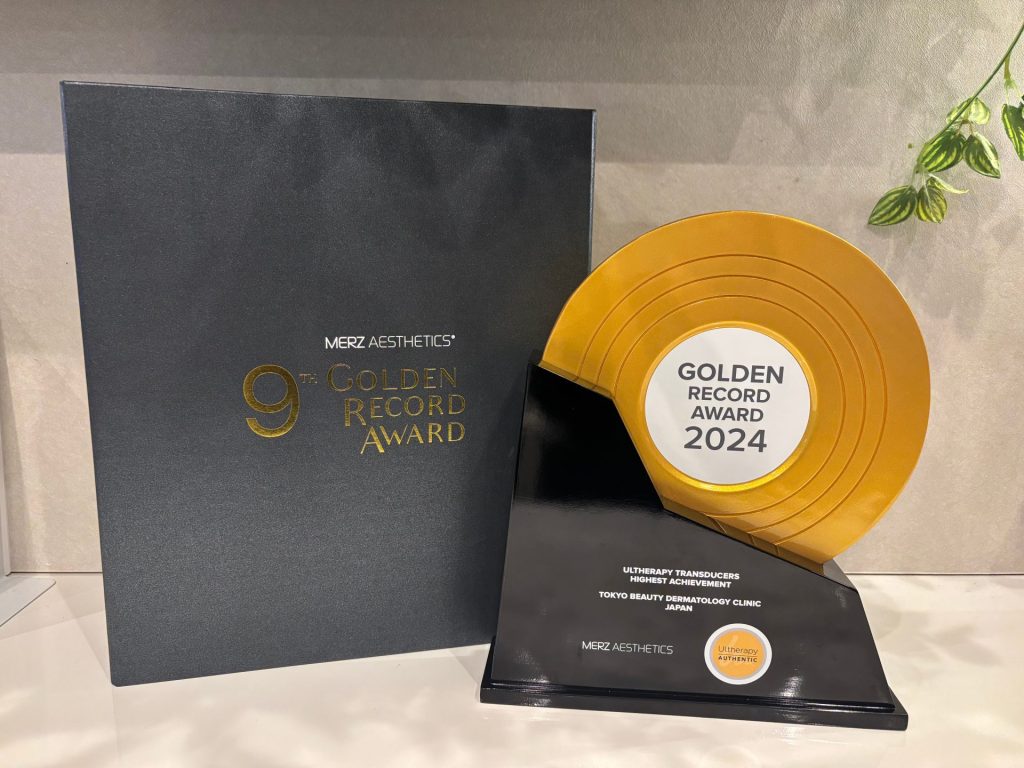 MERZ AESTHETICS®
9TH GOLDEN
RECORD
AWARD
GOLDEN
RECORD
AWARD
2024
ULTHERAPY TRANSDUCERS
HIGHEST ACHIEVEMENT
TOKYO BEAUTY DERMATOLOGY CLINIC
JAPAN
MERZ AESTHETICS
Ultherapy
AUTHENTIC